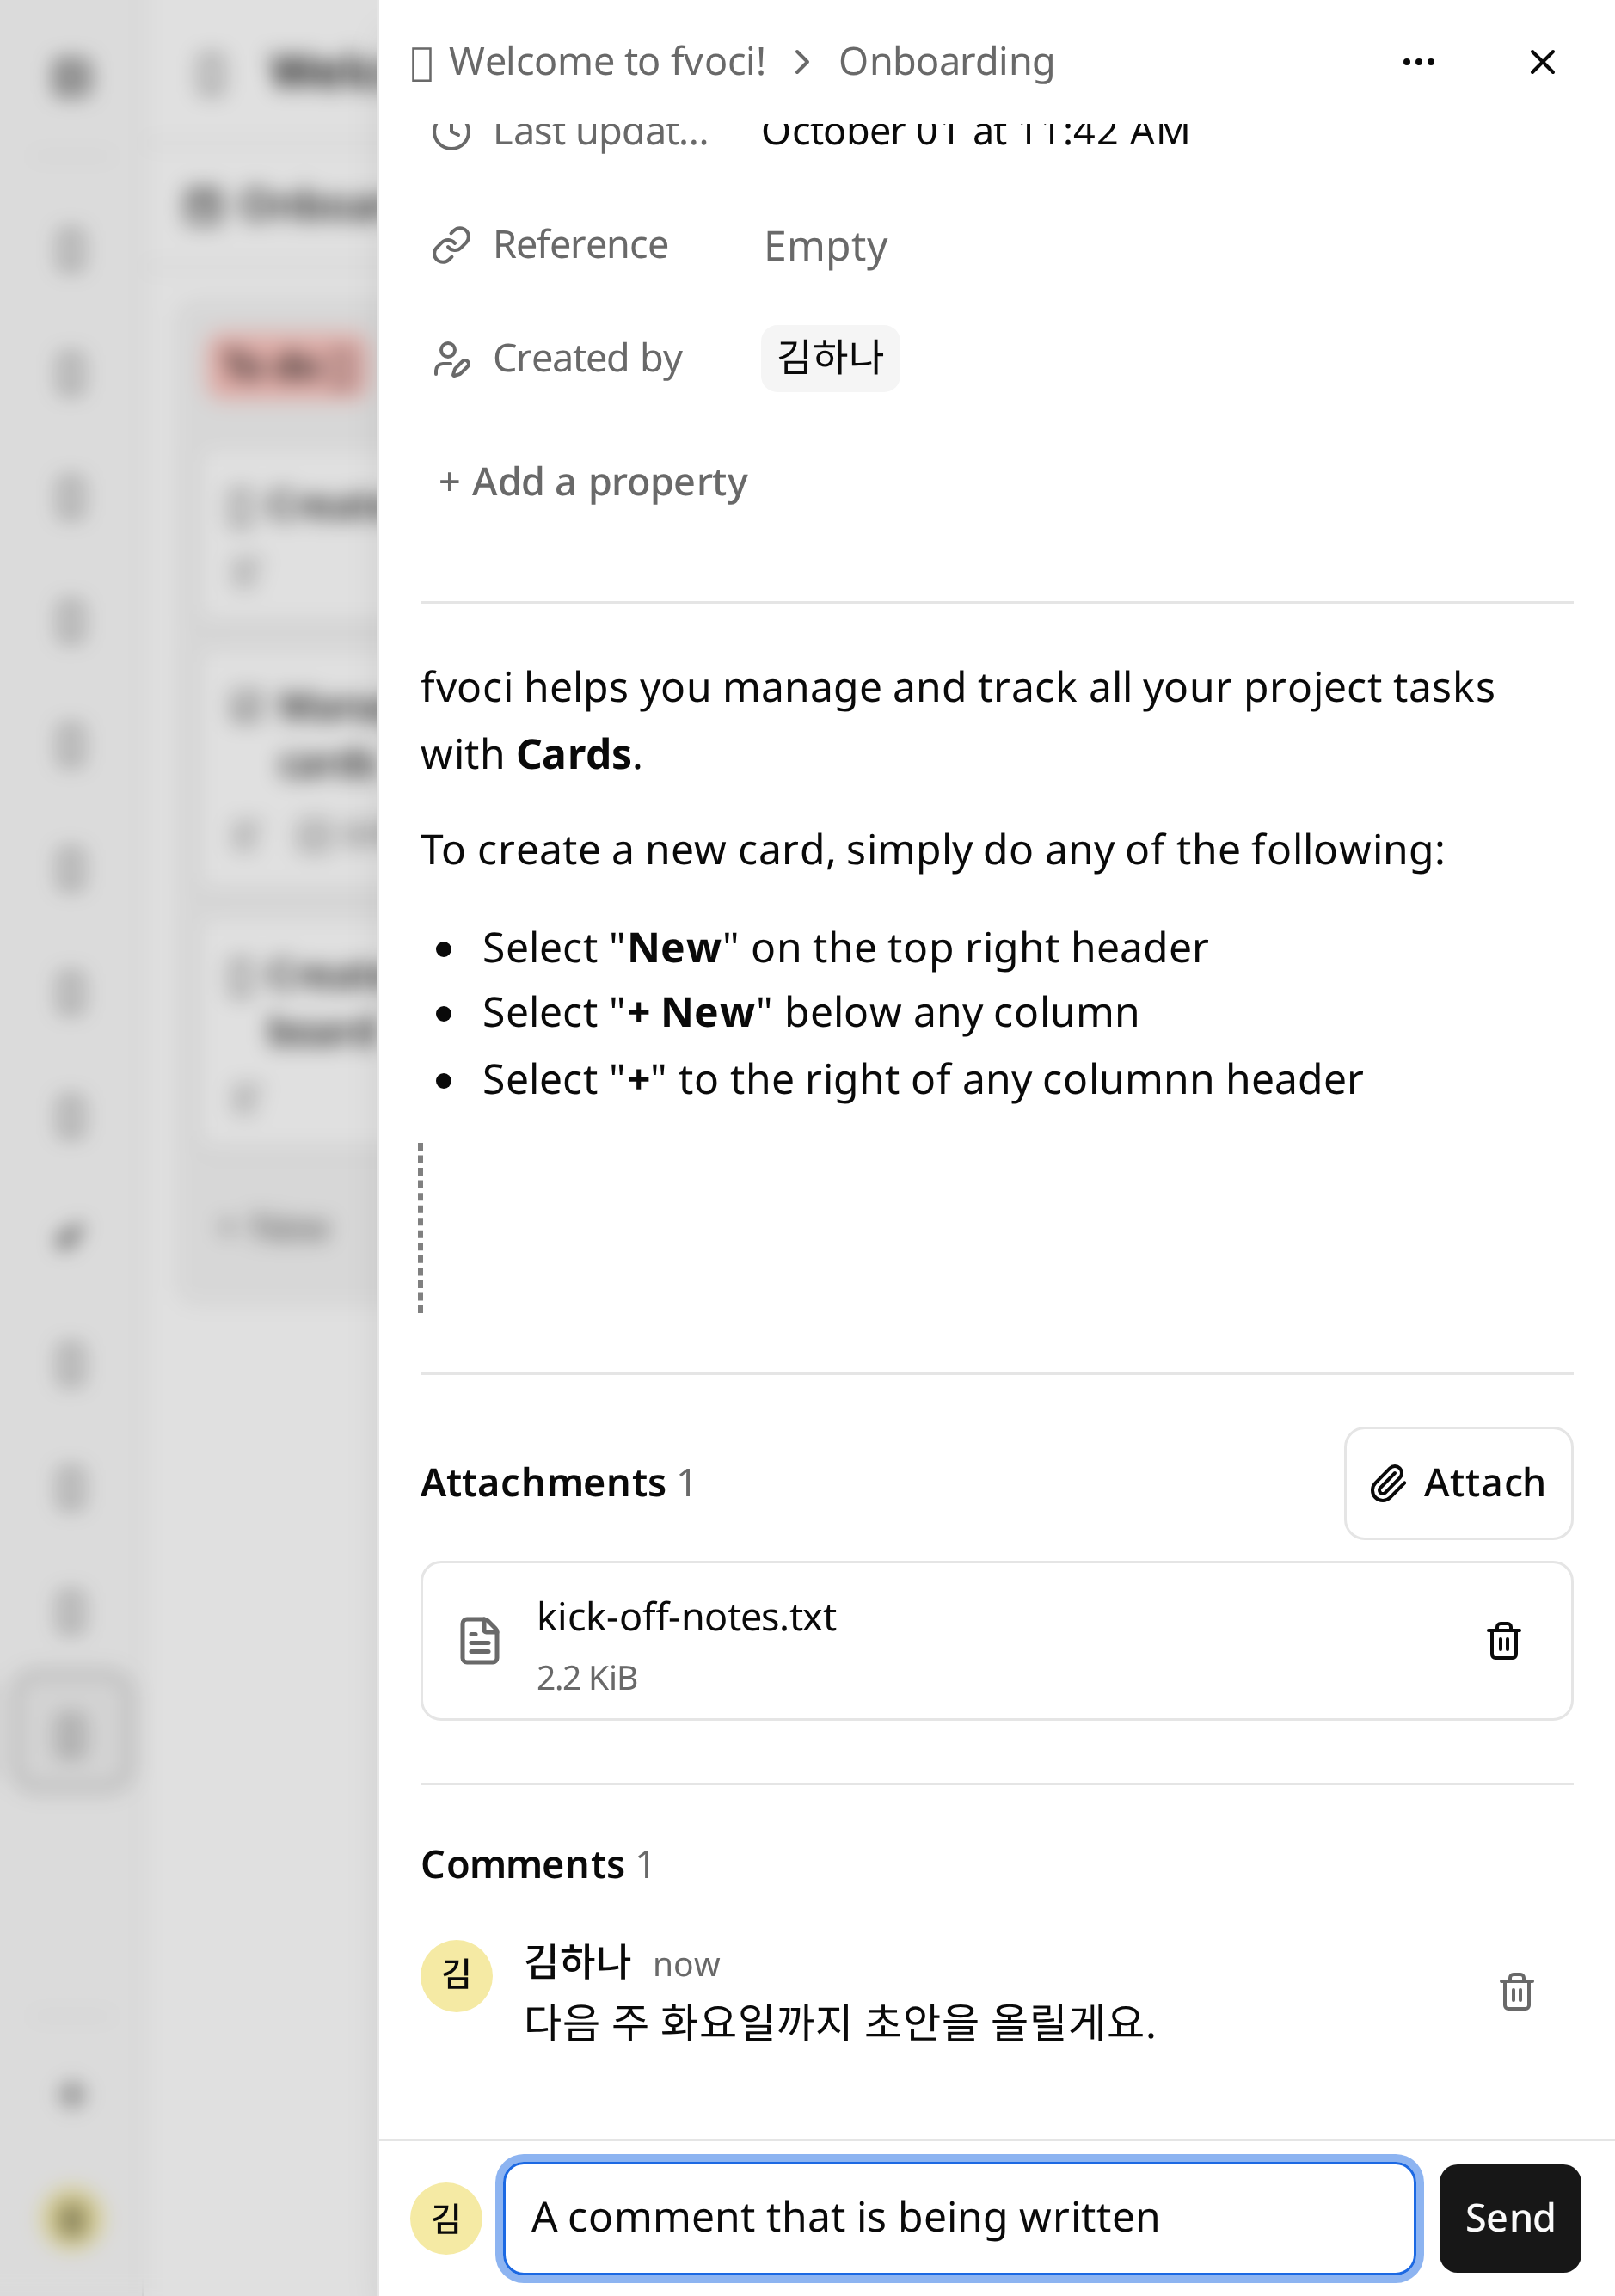 Welcome to fvoci! > Onboarding
Last updat... October 01 at 11:42 AM
Reference Empty
Created by 김하나
+ Add a property
fvoci helps you manage and track all your project tasks
with Cards.
To create a new card, simply do any of the following:
Select "New" on the top right header
Select "+ New" below any column
Select "+" to the right of any columnn header
Attachments 1
Attach
kick-off-notes.txt
2.2 KiB
Comments 1
김 김하나 now
다음 주 화요일까지 초안을 올릴게요.
김 A comment that is being written Send
To do
+ New